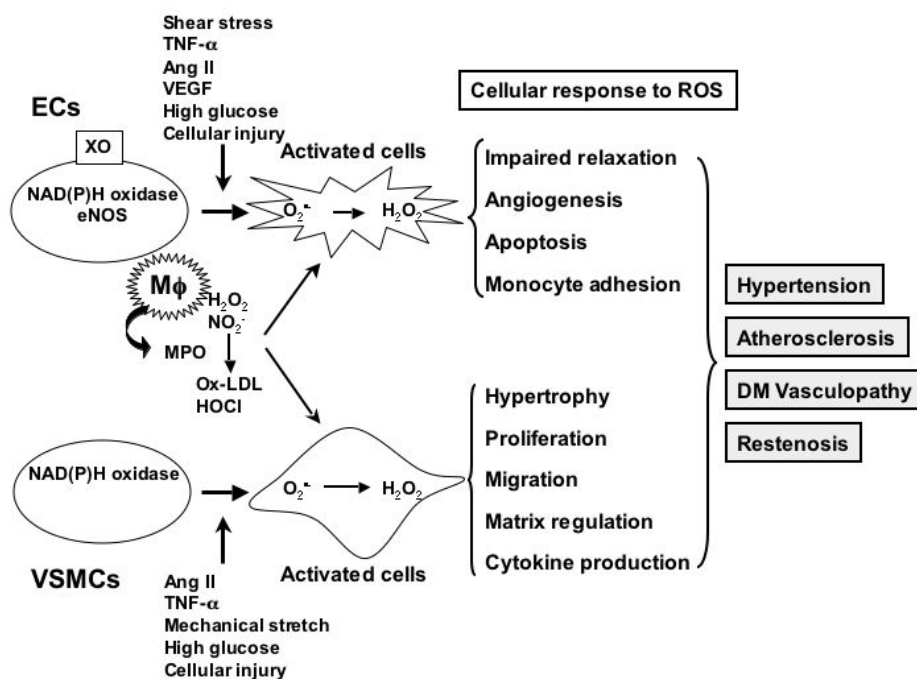 Shear stress
TNF-α
Ang II
VEGF
High glucose
Cellular injury
ECs
XO
NAD(P)H oxidase
eNOS
Activated cells
O₂•-
H₂O₂
Mϕ
H₂O₂
NO₂-
MPO
Ox-LDL
HOCl
Cellular response to ROS
Impaired relaxation
Angiogenesis
Apoptosis
Monocyte adhesion
Hypertrophy
Proliferation
Migration
Matrix regulation
Cytokine production
Hypertension
Atherosclerosis
DM Vasculopathy
Restenosis
NAD(P)H oxidase
O₂•-
H₂O₂
Activated cells
VSMCs
Ang II
TNF-α
Mechanical stretch
High glucose
Cellular injury